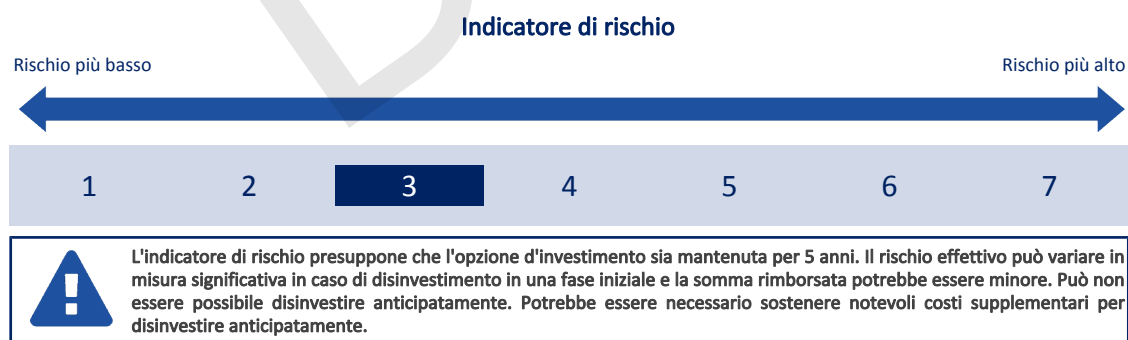 Indicatore di rischio
Rischio più basso
Rischio più alto
1 2 3 4 5 6 7
L'indicatore di rischio presuppone che l'opzione d'investimento sia mantenuta per 5 anni. Il rischio effettivo può variare in
misura significativa in caso di disinvestimento in una fase iniziale e la somma rimborsata potrebbe essere minore. Può non
essere possibile disinvestire anticipatamente. Potrebbe essere necessario sostenere notevoli costi supplementari per
disinvestire anticipatamente.